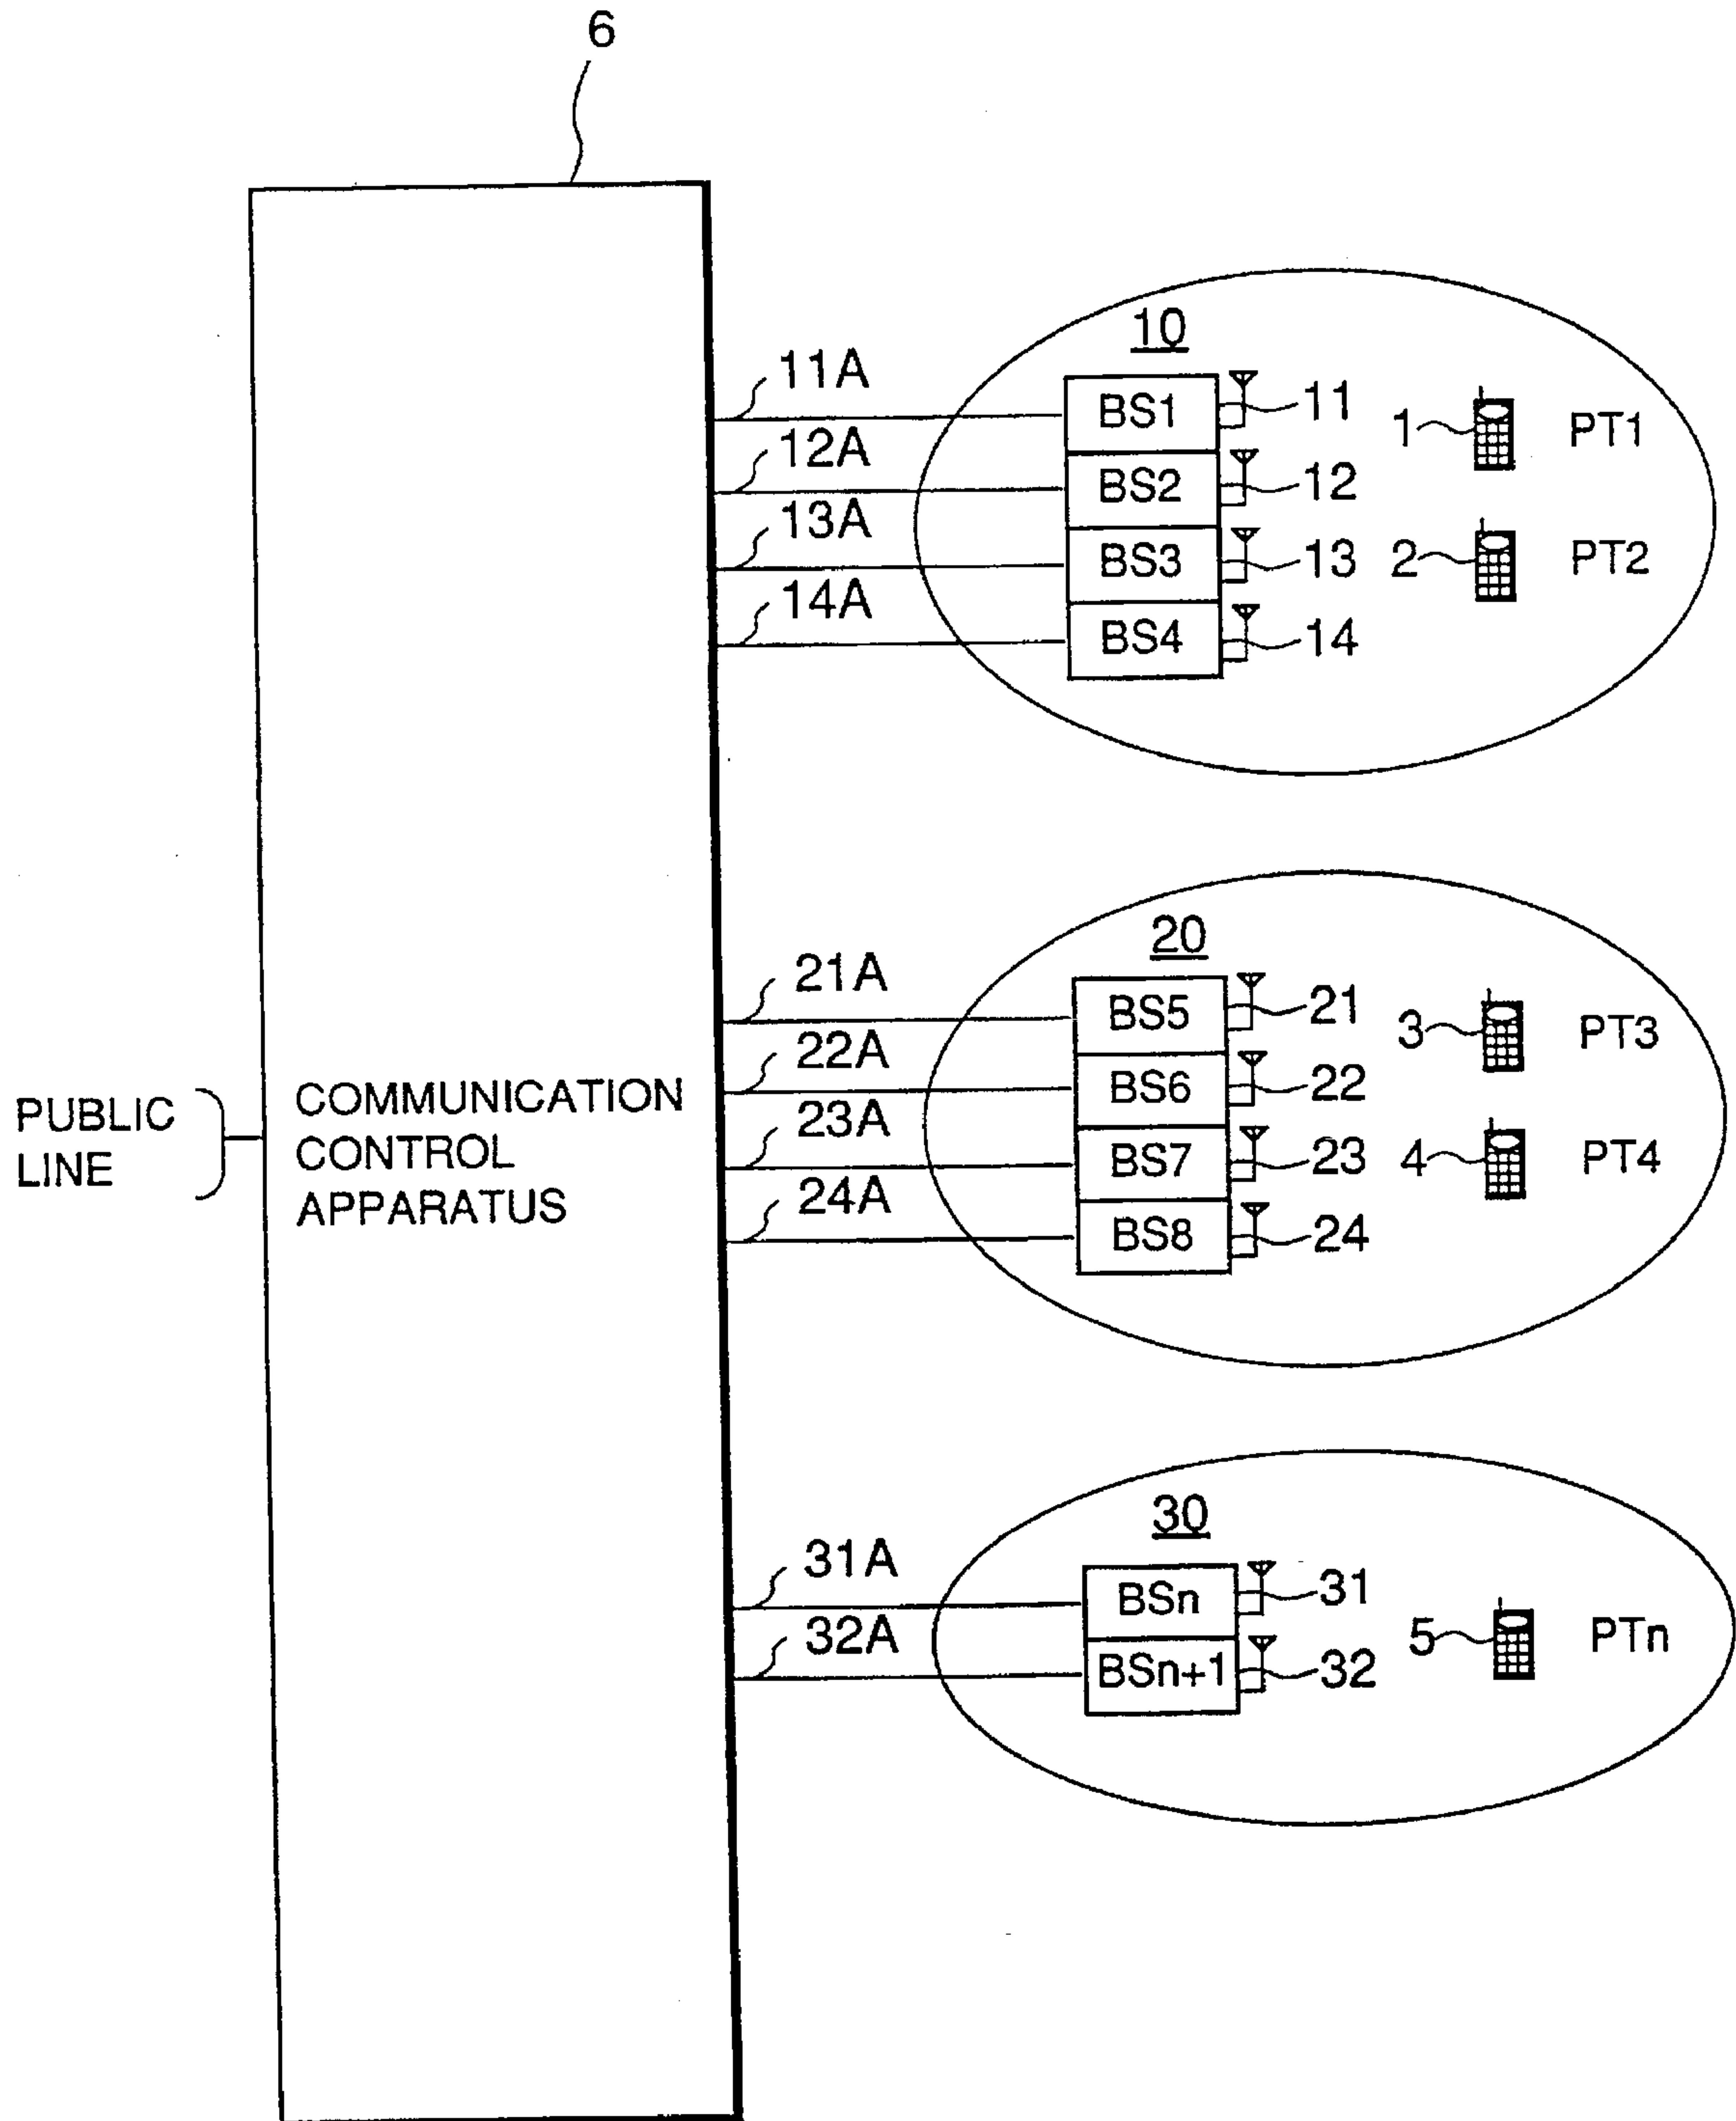 6
10
11A
BS1
11
1
PT1
12A
BS2
12
13A
BS3
13
2
PT2
14A
BS4
14
20
21A
BS5
21
3
PT3
22A
BS6
22
PUBLIC
LINE
COMMUNICATION
CONTROL
APPARATUS
23A
BS7
23
4
PT4
24A
BS8
24
30
31A
BSn
31
5
PTn
32A
BSn+1
32